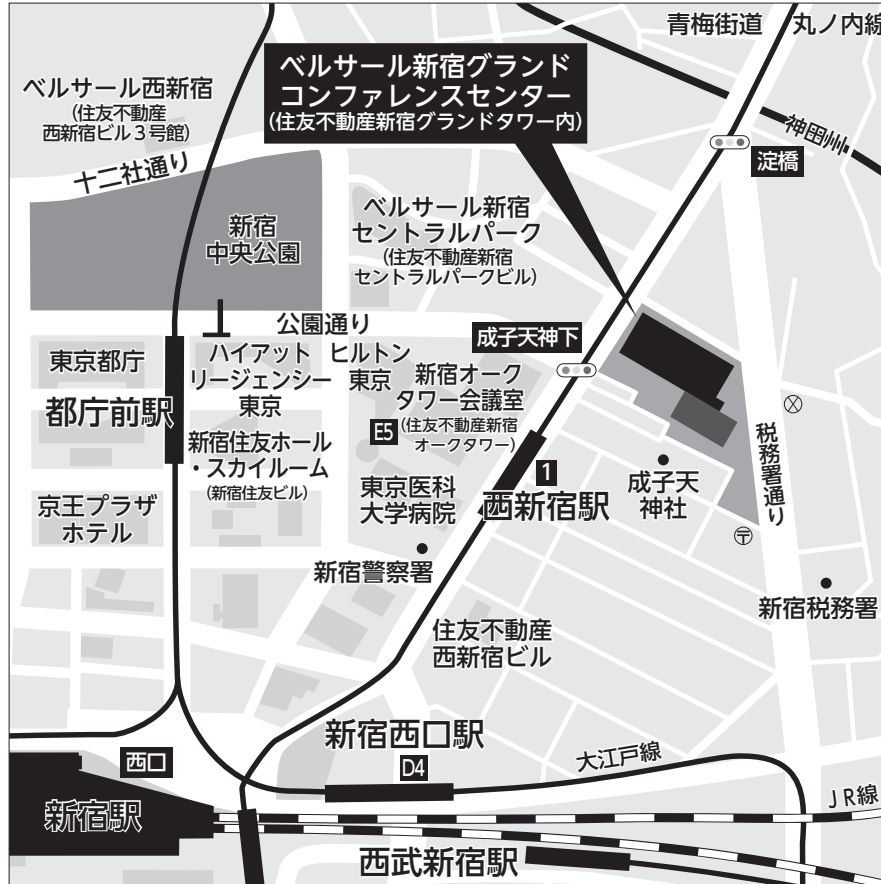 青梅街道
丸ノ内線
ベルサール新宿グランド
コンファレンスセンター
(住友不動産新宿グランドタワー内)
ベルサール西新宿
(住友不動産
西新宿ビル3号館)
十二社通り
神田川
淀橋
新宿
中央公園
ベルサール新宿
セントラルパーク
(住友不動産新宿
セントラルパークビル)
公園通り
成子天神下
東京都庁
都庁前駅
ハイアット
リージェンシー
東京
ヒルトン
東京
新宿オーク
タワー会議室
(住友不動産新宿
オークタワー)
E5
新宿住友ホール
・スカイルーム
(新宿住友ビル)
京王プラザ
ホテル
東京医科
大学病院
1
西新宿駅
成子天
神社
税務署通り
〒
新宿警察署
新宿税務署
住友不動産
西新宿ビル
新宿西口駅
D4
西口
大江戸線
JR線
新宿駅
西武新宿駅